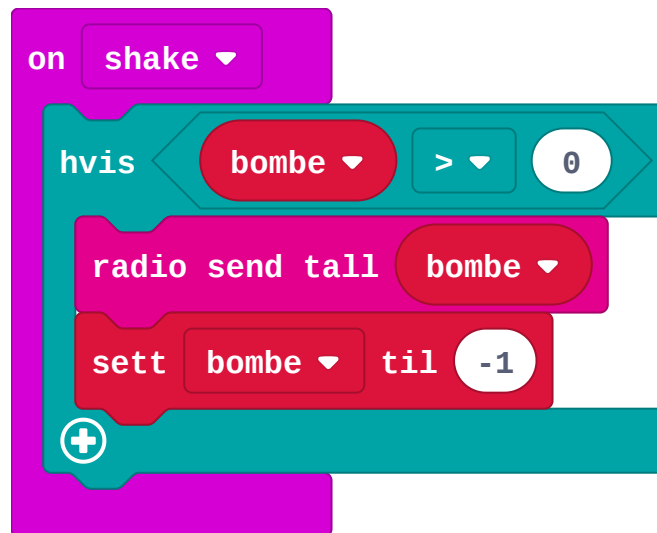 on shake
hvis bombe > 0
radio send tall bombe
sett bombe til -1